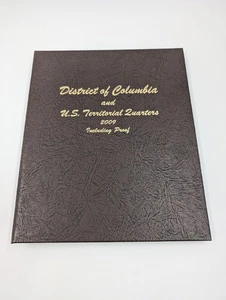 District of Columbia
and
U.S. Territorial Quarters
2009
Including Proof